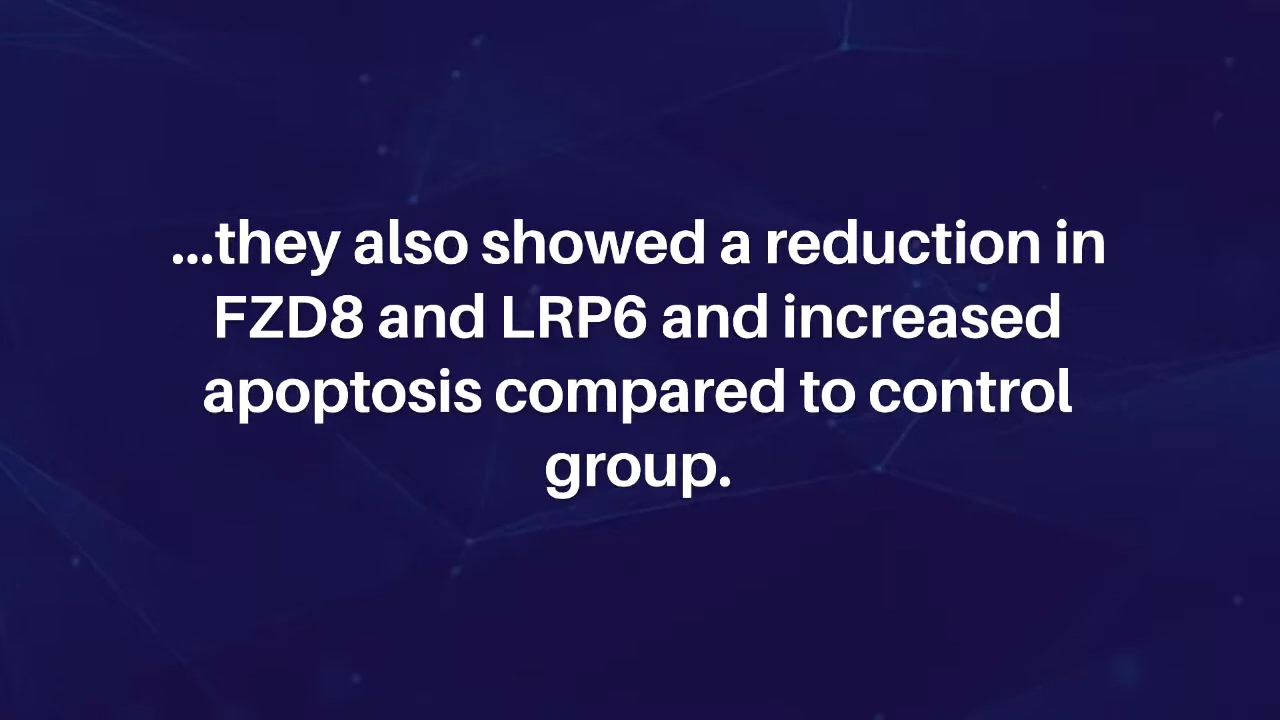 ...they also showed a reduction in
FZD8 and LRP6 and increased
apoptosis compared to control
group.